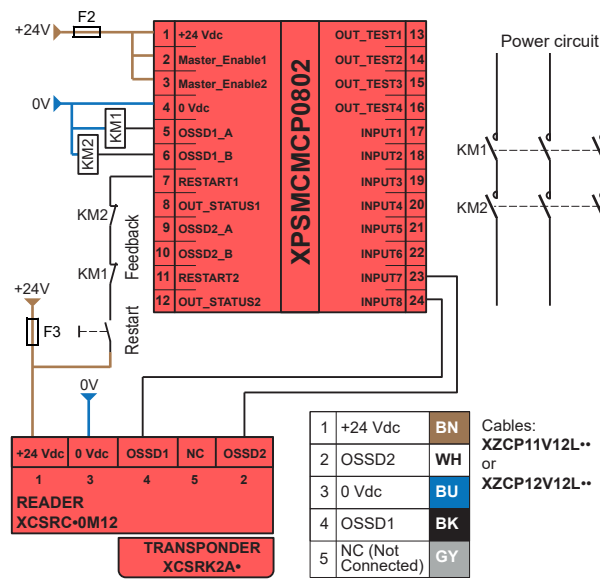 F2
+24V
0V
1 +24 Vdc
2 Master_Enable1
3 Master_Enable2
4 0 Vdc
5 OSSD1_A
6 OSSD1_B
7 RESTART1
8 OUT_STATUS1
9 OSSD2_A
10 OSSD2_B
11 RESTART2
12 OUT_STATUS2
XPSMCMCP0802
OUT_TEST1 13
OUT_TEST2 14
OUT_TEST3 15
OUT_TEST4 16
INPUT1 17
INPUT2 18
INPUT3 19
INPUT4 20
INPUT5 21
INPUT6 22
INPUT7 23
INPUT8 24
Power circuit
KM1
KM2
KM1
KM2
KM2
KM1
Feedback
Restart
+24V
F3
0V
+24 Vdc 0 Vdc OSSD1 NC OSSD2
1 3 4 5 2
READER
XCSRC•0M12
TRANSPONDER
XCSRK2A•
1 +24 Vdc BN
2 OSSD2 WH
3 0 Vdc BU
4 OSSD1 BK
5 NC (Not
Connected) GY
Cables:
XZCP11V12L••
or
XZCP12V12L••